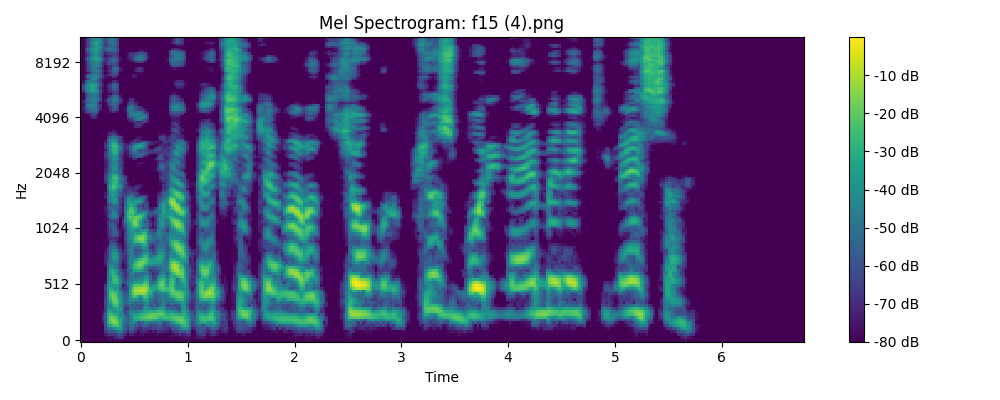 Mel Spectrogram: f15 (4).png
Hz
8192
4096
2048
1024
512
0
0 1 2 3 4 5 6
Time
-10 dB
-20 dB
-30 dB
-40 dB
-50 dB
-60 dB
-70 dB
-80 dB